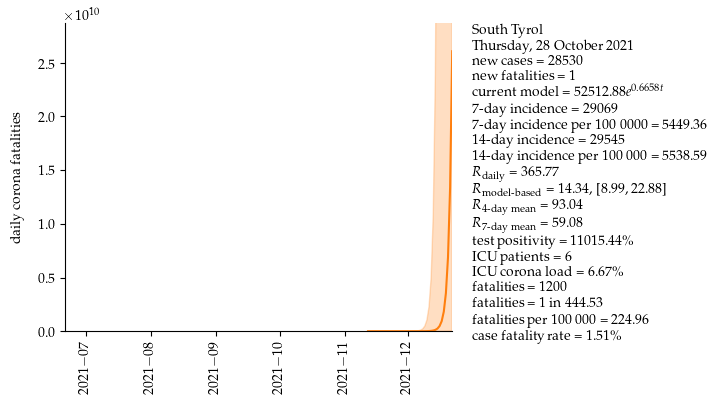 ×10¹⁰
2.5
2.0
1.5
1.0
0.5
0.0
daily corona fatalities
2021−07
2021−08
2021−09
2021−10
2021−11
2021−12
South Tyrol
Thursday, 28 October 2021
new cases = 28530
new fatalities = 1
current model = 52512.88e^0.6658t
7-day incidence = 29069
7-day incidence per 100 0000 = 5449.36
14-day incidence = 29545
14-day incidence per 100 000 = 5538.59
R_daily = 365.77
R_model-based = 14.34, [8.99, 22.88]
R_4-day mean = 93.04
R_7-day mean = 59.08
test positivity = 11015.44%
ICU patients = 6
ICU corona load = 6.67%
fatalities = 1200
fatalities = 1 in 444.53
fatalities per 100 000 = 224.96
case fatality rate = 1.51%